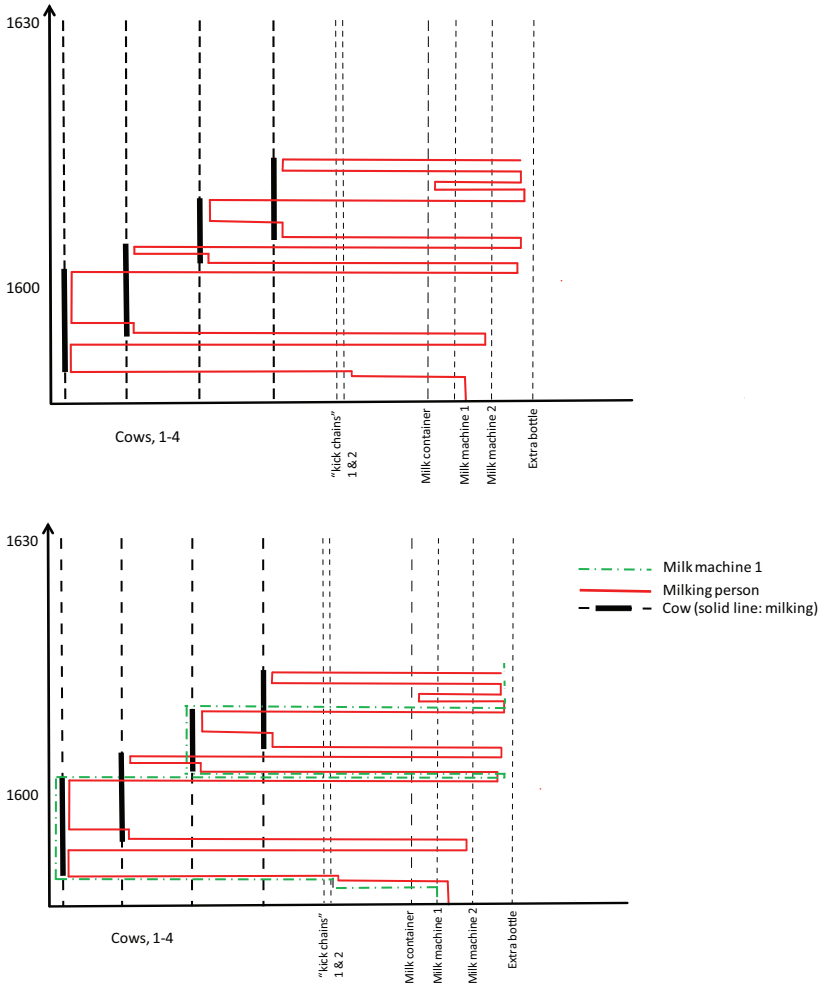 1630
1600
Cows, 1-4
"kick chains"
1 & 2
Milk container
Milk machine 1
Milk machine 2
Extra bottle
1630
Milk machine 1
Milking person
Cow (solid line: milking)
1600
Cows, 1-4
"kick chains"
1 & 2
Milk container
Milk machine 1
Milk machine 2
Extra bottle